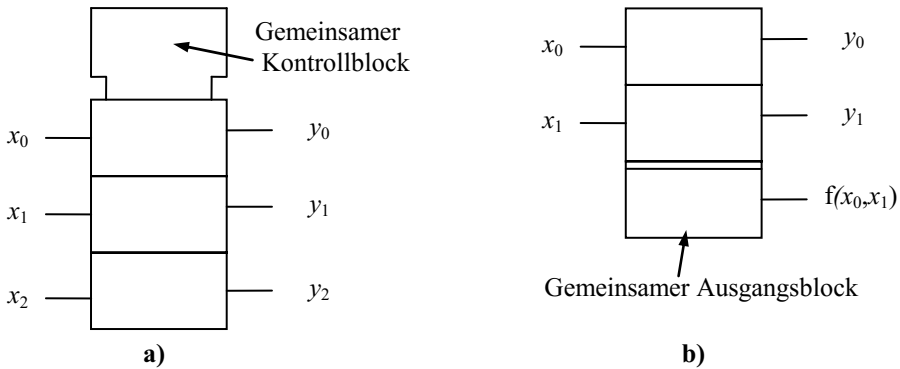 Gemeinsamer
Kontrollblock
x0
y0
x1
y1
x2
y2
a)
x0
y0
x1
y1
f(x0,x1)
Gemeinsamer Ausgangsblock
b)